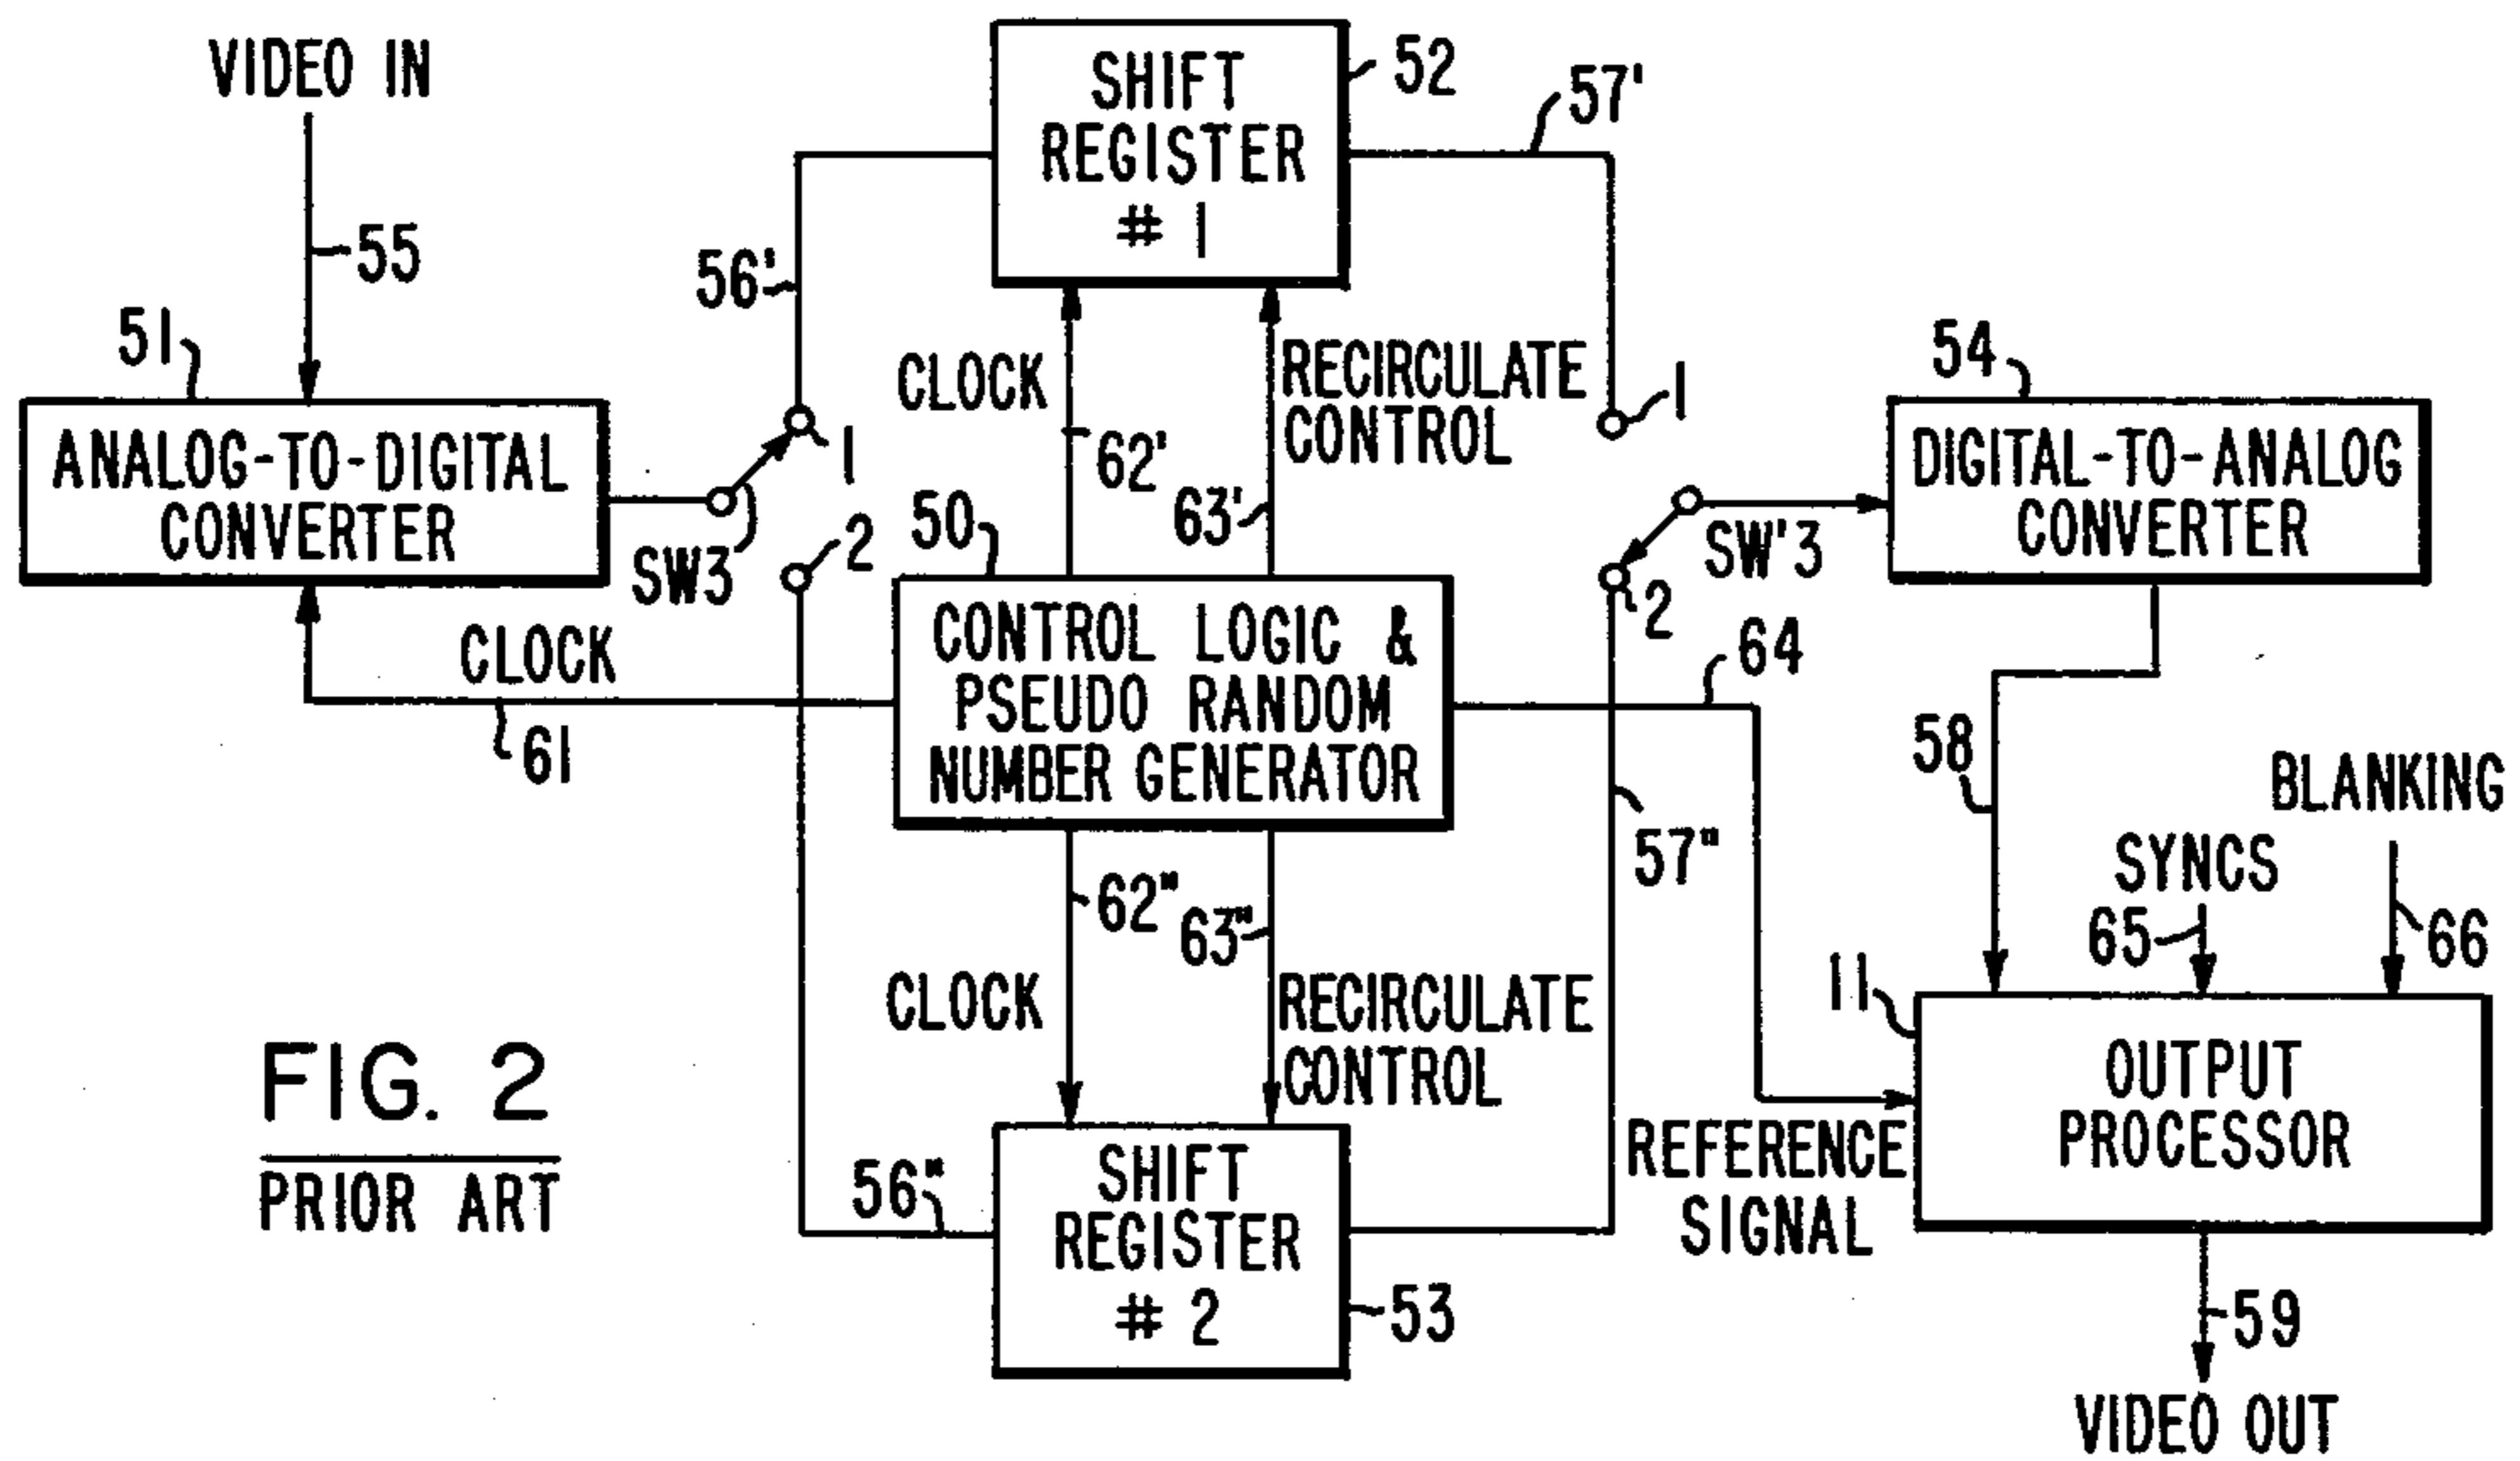 VIDEO IN
55
51
ANALOG-TO-DIGITAL
CONVERTER
CLOCK
61
56'
SW3
1
2
SHIFT
REGISTER
# 1
52
57'
CLOCK
62'
RECIRCULATE
CONTROL
63'
50
CONTROL LOGIC &
PSEUDO RANDOM
NUMBER GENERATOR
62"
63"
CLOCK
RECIRCULATE
CONTROL
56"
SHIFT
REGISTER
# 2
53
1
SW'3
2
64
57"
54
DIGITAL-TO-ANALOG
CONVERTER
58
BLANKING
SYNCS
65
66
11
REFERENCE
SIGNAL
OUTPUT
PROCESSOR
59
VIDEO OUT
FIG. 2
PRIOR ART